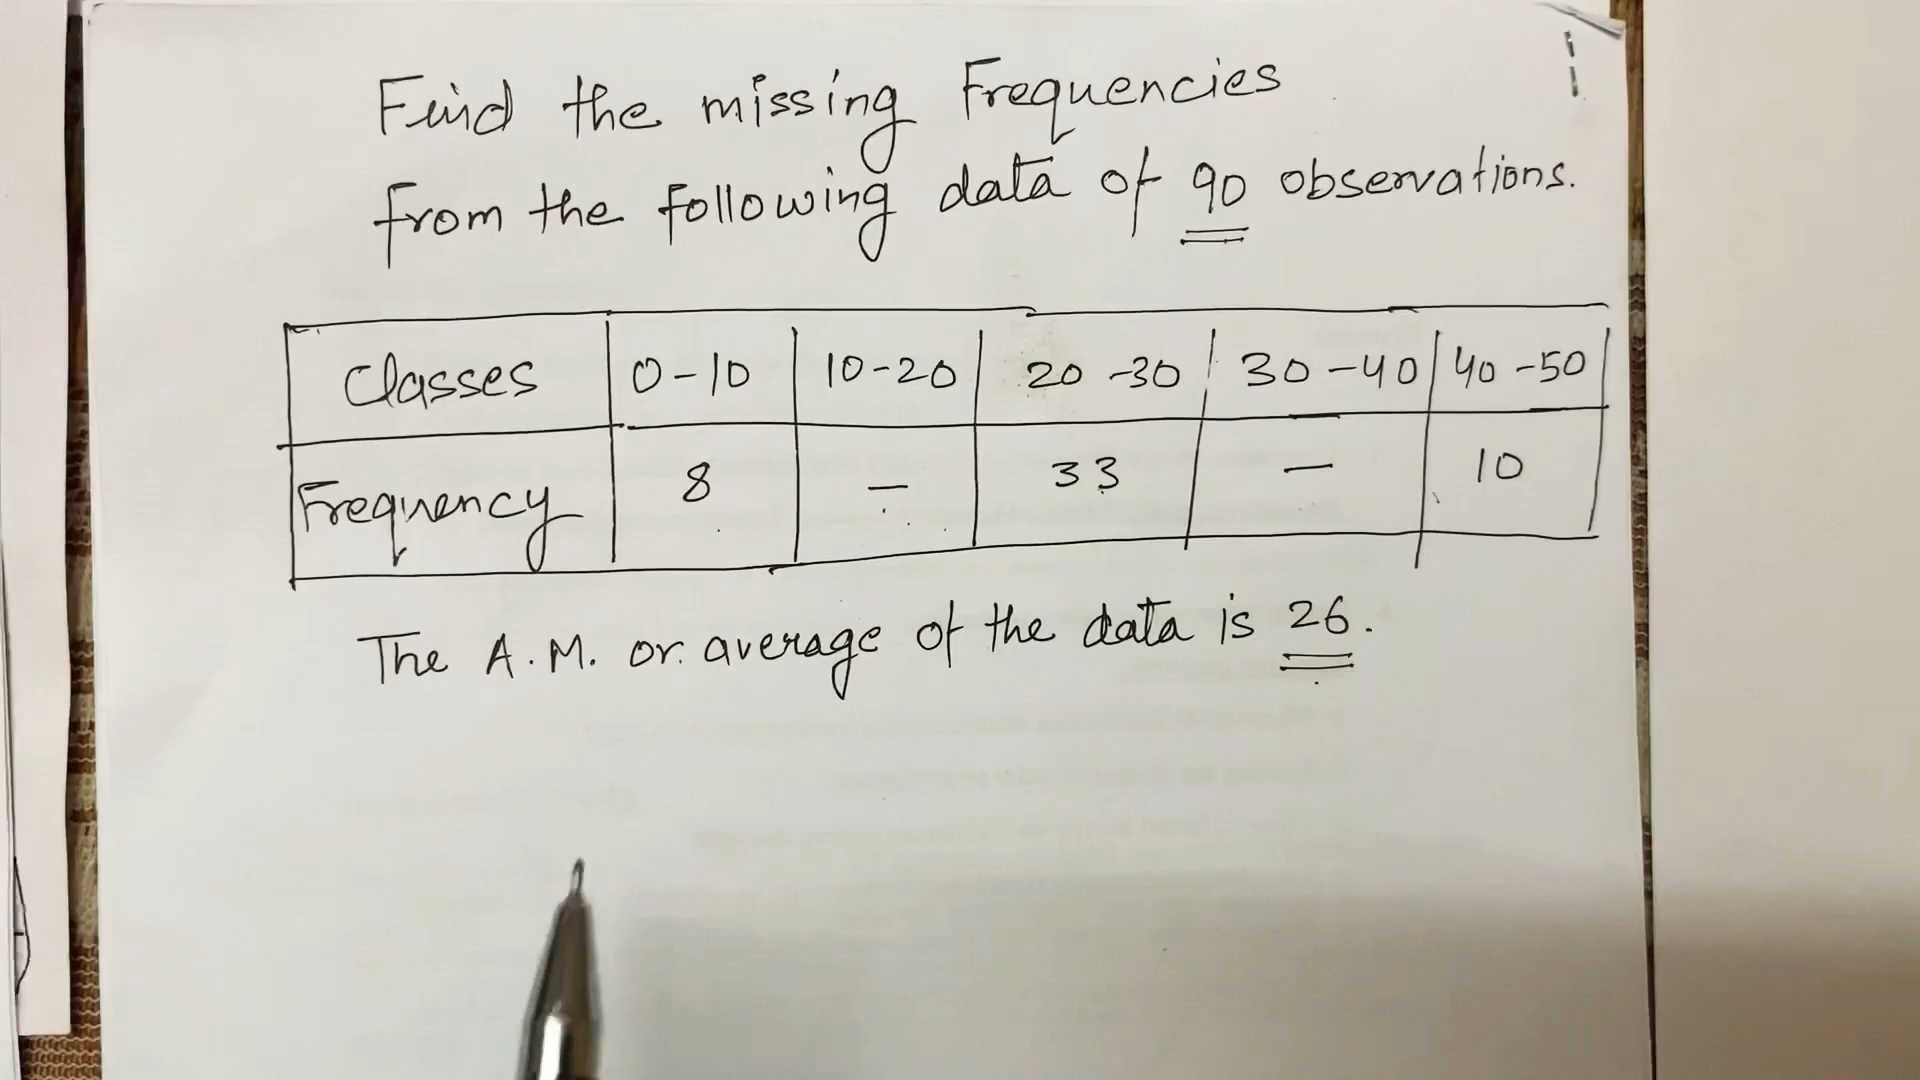 Find the missing Frequencies
from the following data of 90 observations.
Classes 0-10 10-20 20-30 30-40 40-50
Frequency 8 — 33 — 10
The A.M. or average of the data is 26.